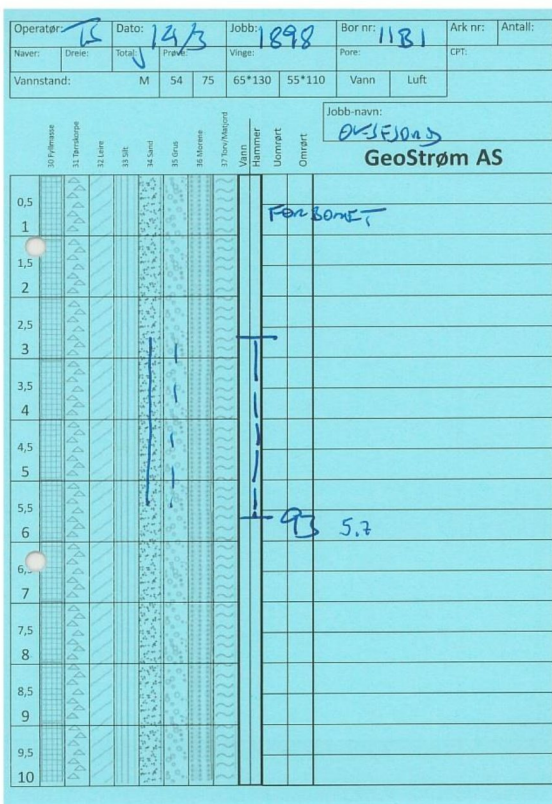 Operatør: TS Dato: 14/3 Jobb: 1898 Bor nr: 11B1 Ark nr: Antall:
Naver: Dreie: Total: Prøve: Vinge: Pore: CPT:
Vannstand: M 54 75 65*130 55*110 Vann Luft
Jobb-navn:
ØVSEFJORD
GeoStrøm AS
30 Fyllmasse
31 Tørrskorpe
32 Leire
33 Silt
34 Sand
35 Grus
36 Morene
37 Torv/Matjord
Vann
Hammer
Uomrørt
Omrørt
0,5
FORBORET
1
1,5
2
2,5
3
3,5
4
4,5
5
5,5
93 5.7
6
6,5
7
7,5
8
8,5
9
9,5
10